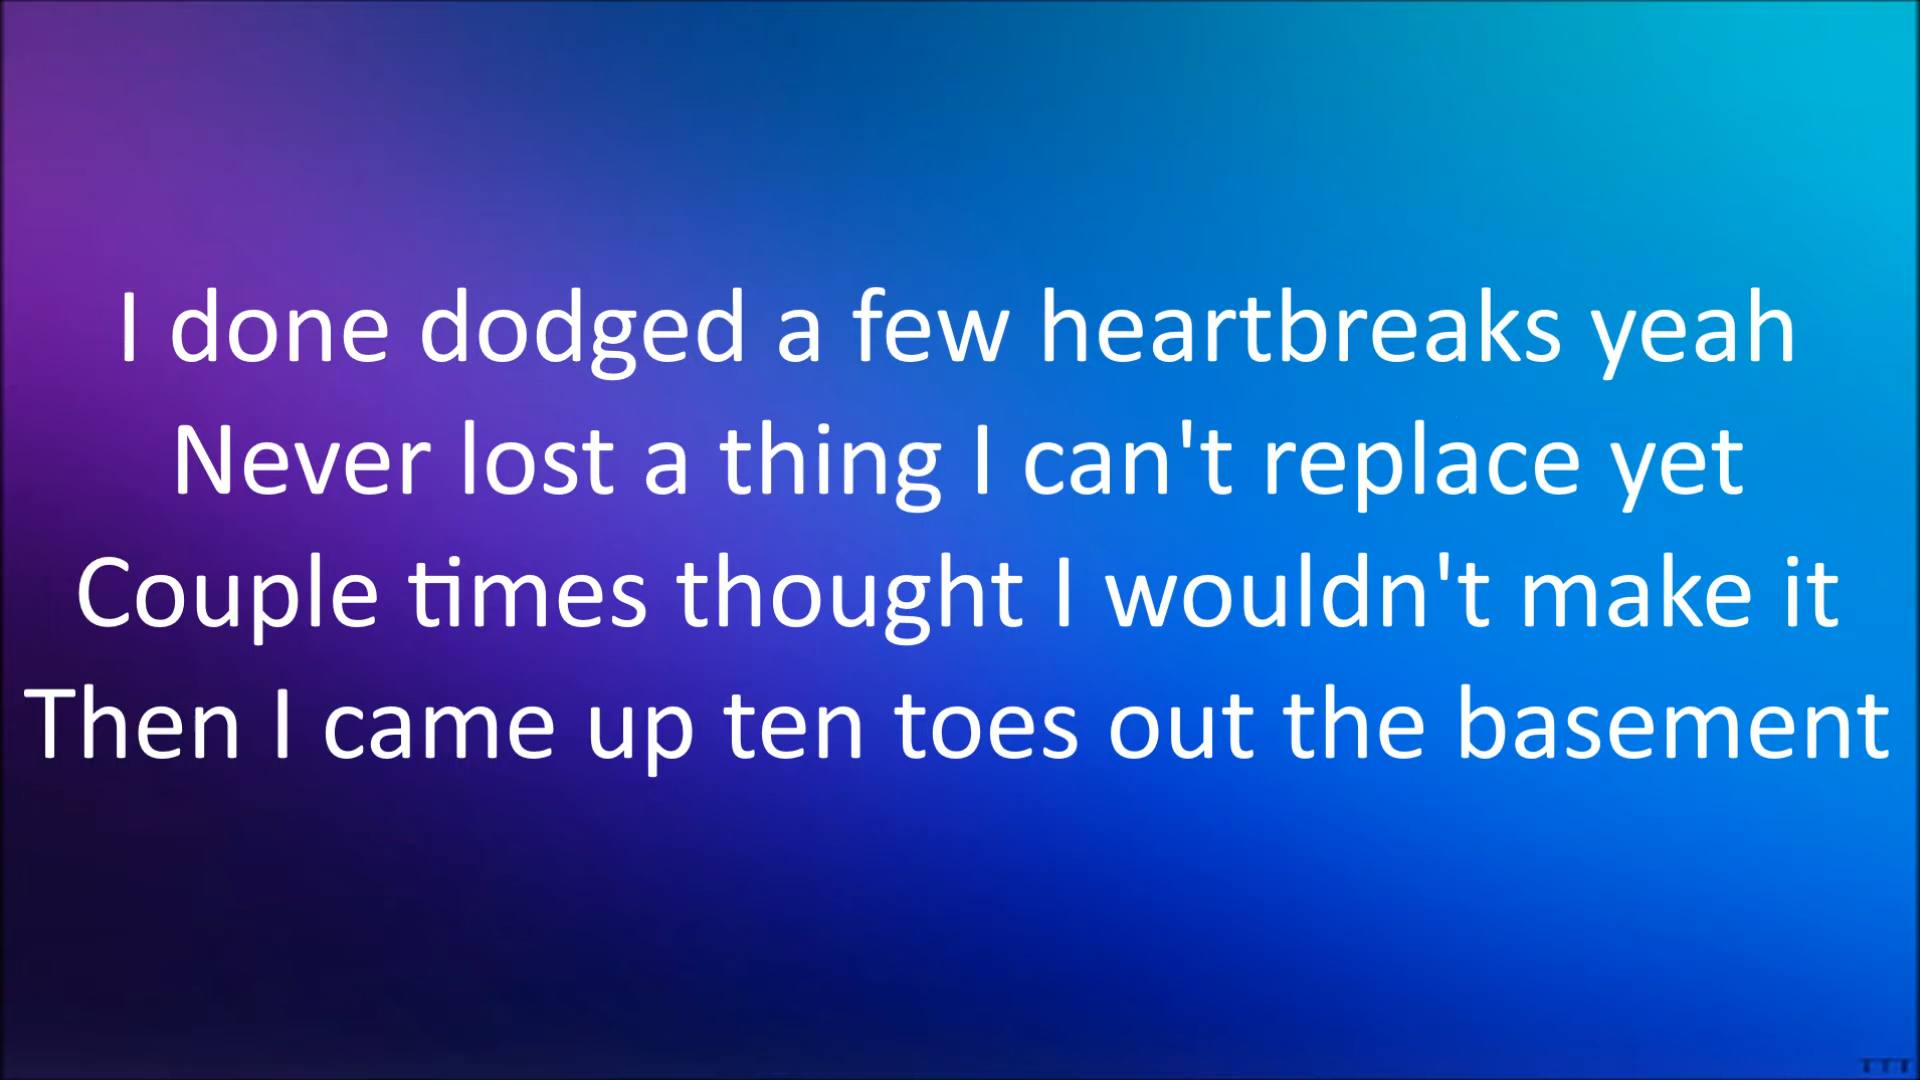 I done dodged a few heartbreaks yeah
Never lost a thing I can't replace yet
Couple times thought I wouldn't make it
Then I came up ten toes out the basement
TTT